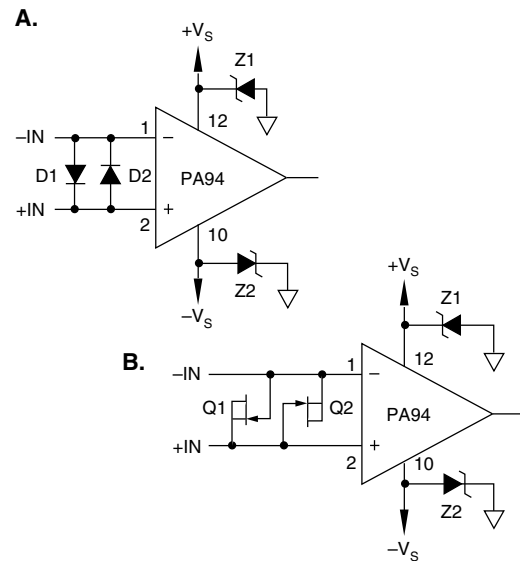 A.
+VS
Z1
12
–IN
1
–
D1
D2
PA94
+IN
+
2
10
Z2
–VS
B.
+VS
Z1
12
–IN
1
–
Q1
Q2
PA94
+IN
+
2
10
Z2
–VS